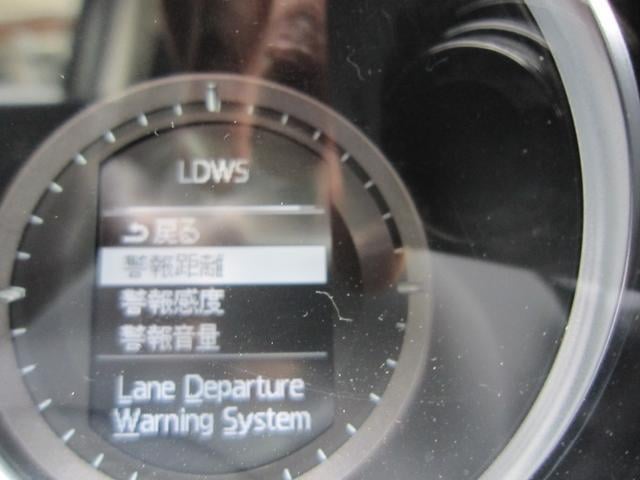 LDWS
戻る
警報距離
警報感度
警報音量
Lane Departure
Warning System